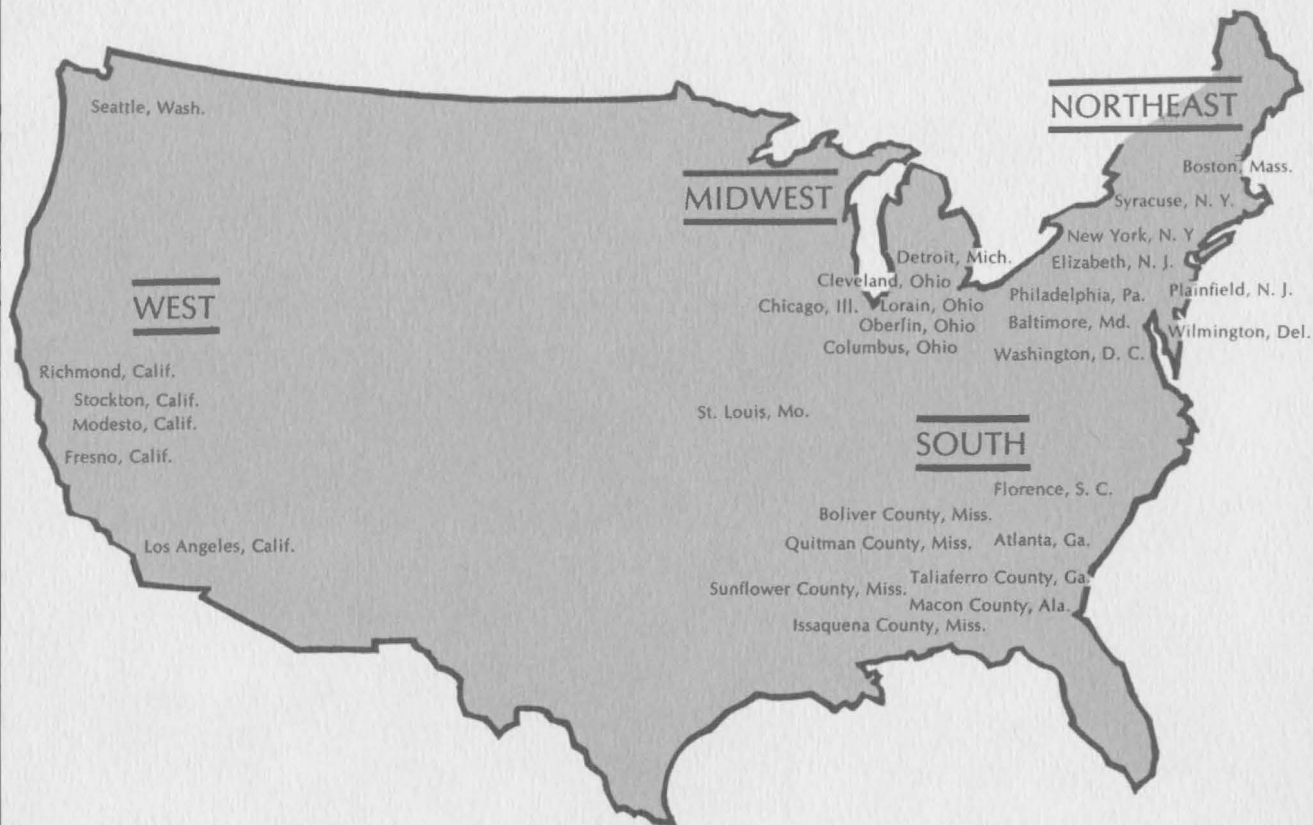 Seattle, Wash.
WEST
Richmond, Calif.
Stockton, Calif.
Modesto, Calif.
Fresno, Calif.
Los Angeles, Calif.
MIDWEST
Detroit, Mich.
Cleveland, Ohio
Chicago, Ill.
Lorain, Ohio
Oberlin, Ohio
Columbus, Ohio
St. Louis, Mo.
NORTHEAST
Boston, Mass.
Syracuse, N. Y.
New York, N. Y
Elizabeth, N. J.
Philadelphia, Pa.
Plainfield, N. J.
Baltimore, Md.
Wilmington, Del.
Washington, D. C.
SOUTH
Florence, S. C.
Boliver County, Miss.
Quitman County, Miss.
Atlanta, Ga.
Taliaferro County, Ga.
Sunflower County, Miss.
Macon County, Ala.
Issaquena County, Miss.